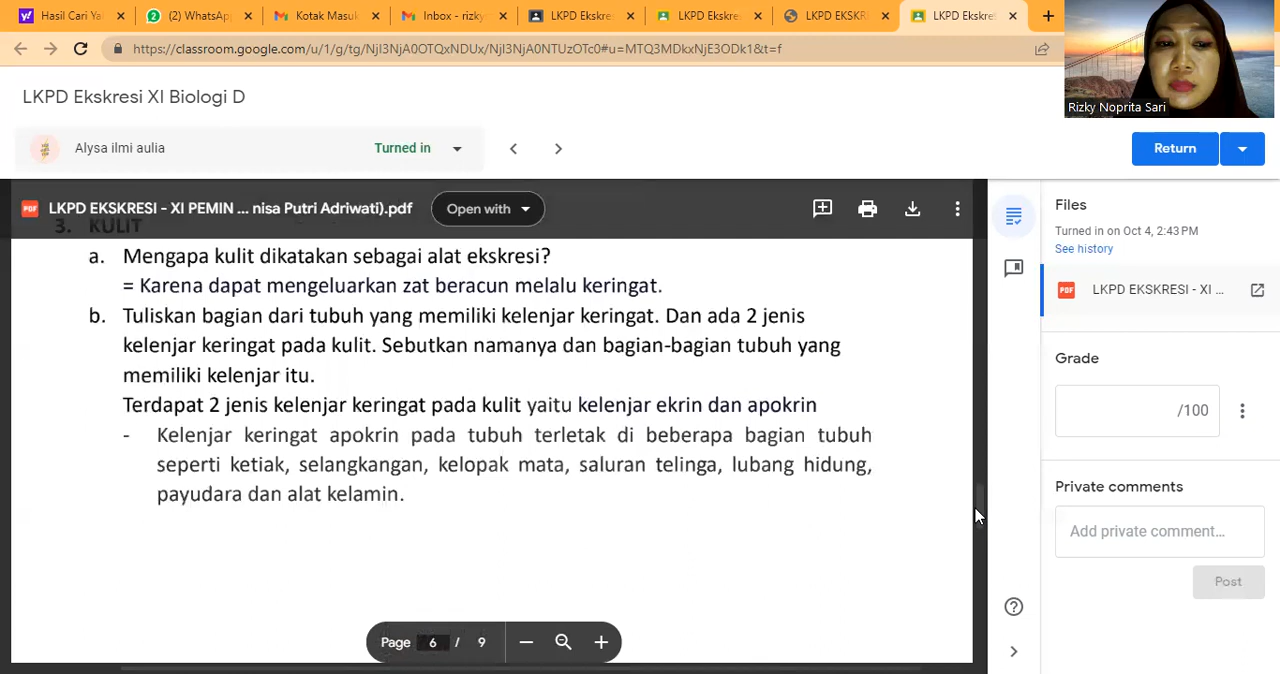 Hasil Cari Ya
(2) WhatsAp
Kotak Masuk
Inbox - rizky
LKPD Ekskre
LKPD Ekskre
LKPD EKSKR
LKPD Ekskre
https://classroom.google.com/u/1/g/tg/NjI3NjA0OTQxNDUx/NjI3NjA0NTUzOTc0#u=MTQ3MDkxNjE3ODk1&t=f
Rizky Noprita Sari
LKPD Ekskresi XI Biologi D
Alysa ilmi aulia
Turned in
Return
PDF LKPD EKSKRESI - XI PEMIN ... nisa Putri Adriwati).pdf
Open with
3. KULIT
a. Mengapa kulit dikatakan sebagai alat ekskresi?
= Karena dapat mengeluarkan zat beracun melalu keringat.
b. Tuliskan bagian dari tubuh yang memiliki kelenjar keringat. Dan ada 2 jenis
kelenjar keringat pada kulit. Sebutkan namanya dan bagian-bagian tubuh yang
memiliki kelenjar itu.
Terdapat 2 jenis kelenjar keringat pada kulit yaitu kelenjar ekrin dan apokrin
- Kelenjar keringat apokrin pada tubuh terletak di beberapa bagian tubuh
seperti ketiak, selangkangan, kelopak mata, saluran telinga, lubang hidung,
payudara dan alat kelamin.
Page 6 / 9
Files
Turned in on Oct 4, 2:43 PM
See history
PDF LKPD EKSKRESI - XI ...
Grade
/100
Private comments
Add private comment...
Post